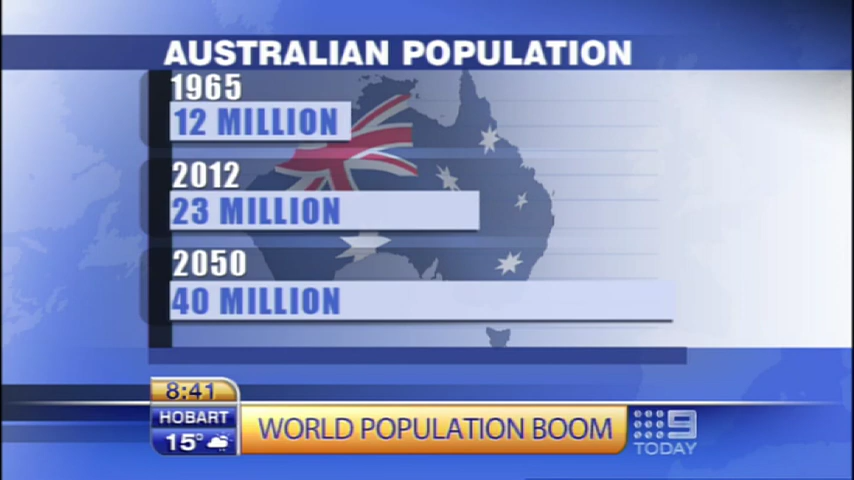 AUSTRALIAN POPULATION
1965
12 MILLION
2012
23 MILLION
2050
40 MILLION
8:41
HOBART
15°
WORLD POPULATION BOOM
9
TODAY